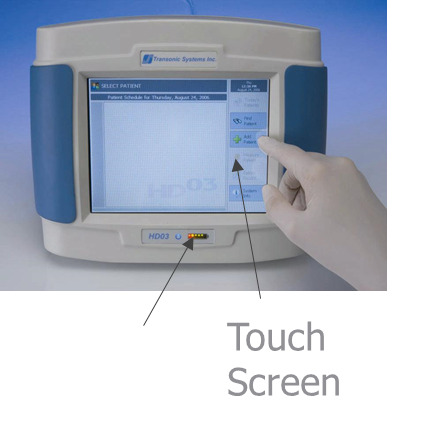 Transonic Systems Inc.
SELECT PATIENT
Patient Schedule for Thursday, August 24, 2006
Find
Patient
Add
Patient
HD03
HD03
Touch
Screen